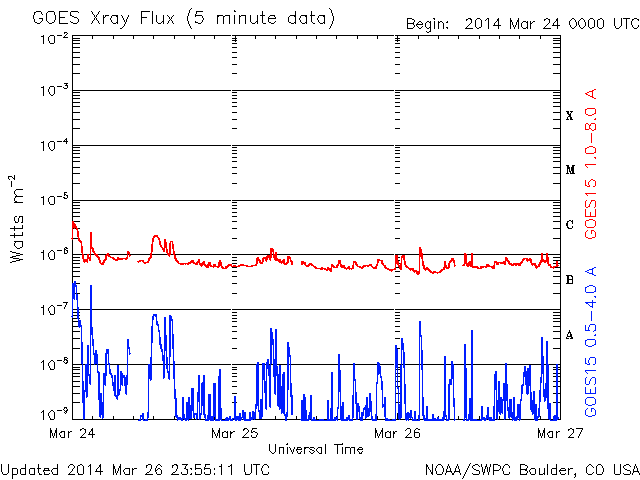 GOES Xray Flux (5 minute data)
Begin: 2014 Mar 24 0000 UTC
10⁻²
10⁻³
10⁻⁴
10⁻⁵
10⁻⁶
10⁻⁷
10⁻⁸
10⁻⁹
Watts m⁻²
X
M
C
B
A
GOES15 1.0-8.0 A
GOES15 0.5-4.0 A
Mar 24
Mar 25
Mar 26
Mar 27
Universal Time
Updated 2014 Mar 26 23:55:11 UTC
NOAA/SWPC Boulder, CO USA